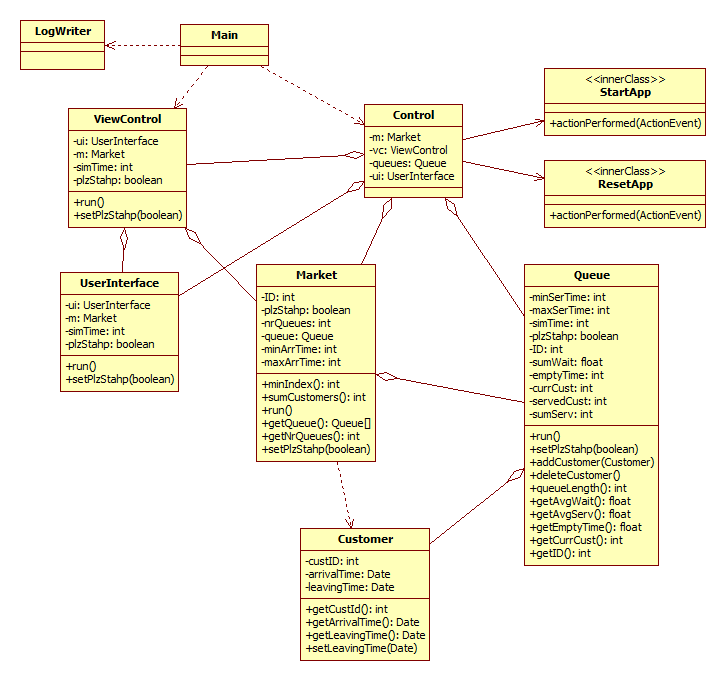 LogWriter
Main
ViewControl
-ui: UserInterface
-m: Market
-simTime: int
-plzStahp: boolean
+run()
+setPlzStahp(boolean)
Control
-m: Market
-vc: ViewControl
-queues: Queue
-ui: UserInterface
<<innerClass>>
StartApp
+actionPerformed(ActionEvent)
<<innerClass>>
ResetApp
+actionPerformed(ActionEvent)
UserInterface
-ui: UserInterface
-m: Market
-simTime: int
-plzStahp: boolean
+run()
+setPlzStahp(boolean)
Market
-ID: int
-plzStahp: boolean
-nrQueues: int
-queue: Queue
-minArrTime: int
-maxArrTime: int
+minIndex(): int
+sumCustomers(): int
+run()
+getQueue(): Queue[]
+getNrQueues(): int
+setPlzStahp(boolean)
Queue
-minSerTime: int
-maxSerTime: int
-simTime: int
-plzStahp: boolean
-ID: int
-sumWait: float
-emptyTime: int
-currCust: int
-servedCust: int
-sumServ: int
+run()
+setPlzStahp(boolean)
+addCustomer(Customer)
+deleteCustomer()
+queueLength(): int
+getAvgWait(): float
+getAvgServ(): float
+getEmptyTime(): float
+getCurrCust(): int
+getID(): int
Customer
-custID: int
-arrivalTime: Date
-leavingTime: Date
+getCustId(): int
+getArrivalTime(): Date
+getLeavingTime(): Date
+setLeavingTime(Date)